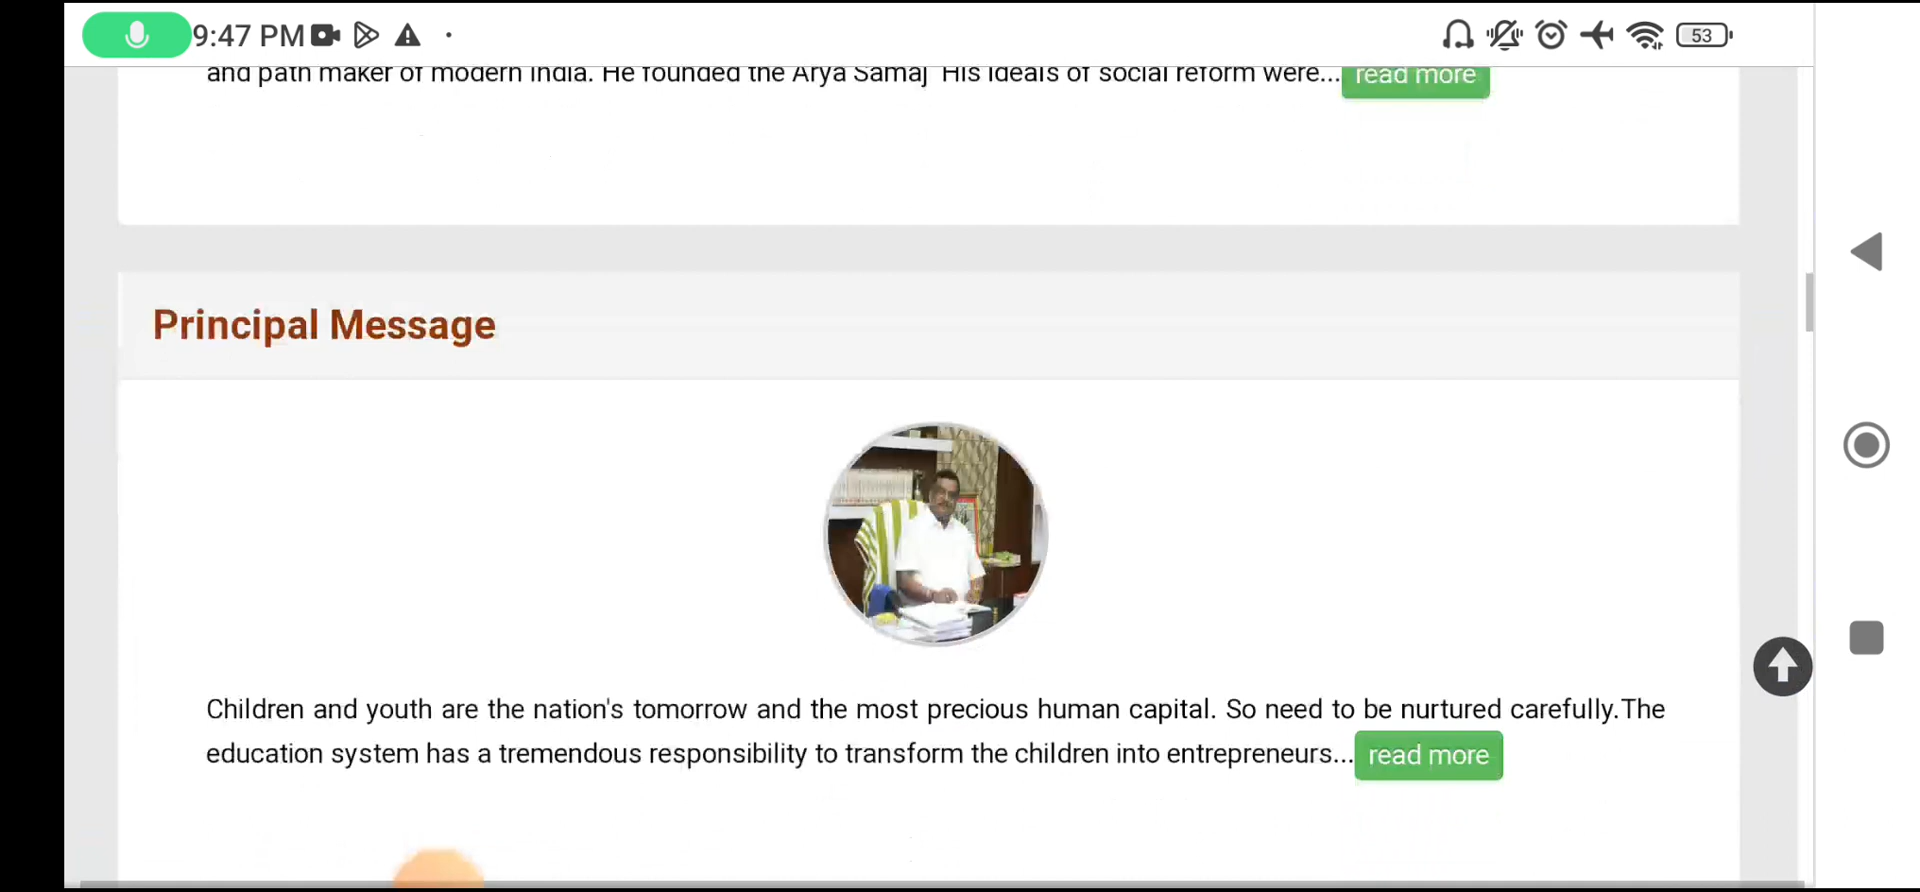 9:47 PM
53
and path maker of modern India. He founded the Arya Samaj His ideals of social reform were... read more
Principal Message
Children and youth are the nation's tomorrow and the most precious human capital. So need to be nurtured carefully.The
education system has a tremendous responsibility to transform the children into entrepreneurs... read more